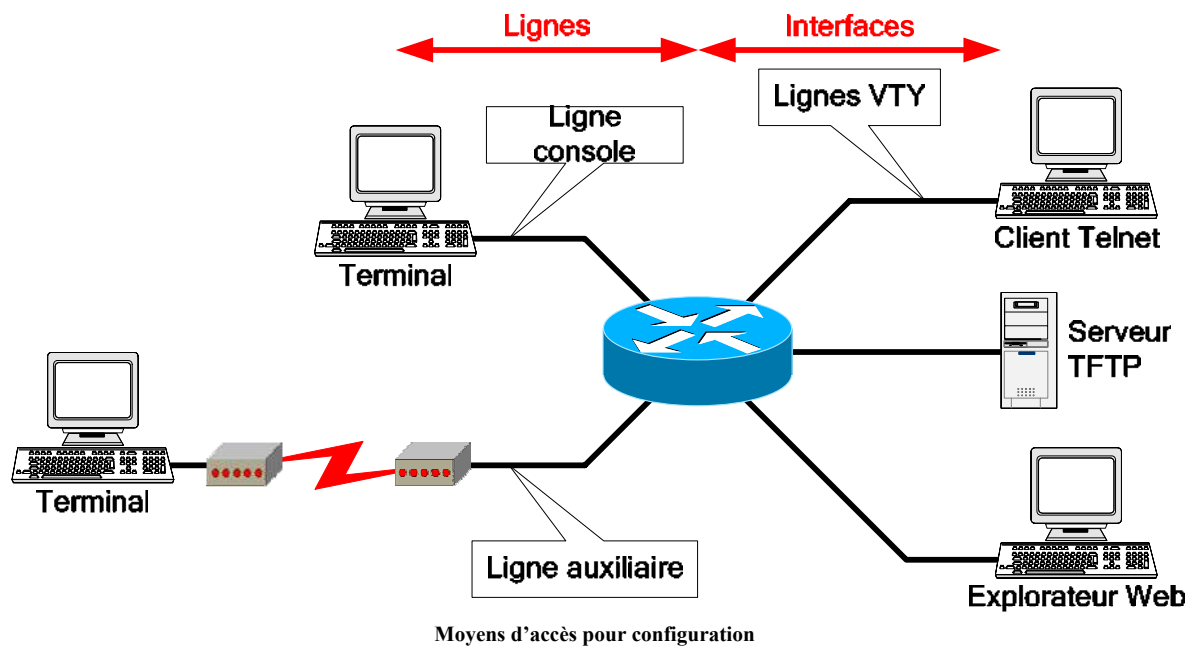 Lignes
Interfaces
Lignes VTY
Ligne
console
Client Telnet
Terminal
Serveur
TFTP
Terminal
Ligne auxiliaire
Explorateur Web
Moyens d’accès pour configuration